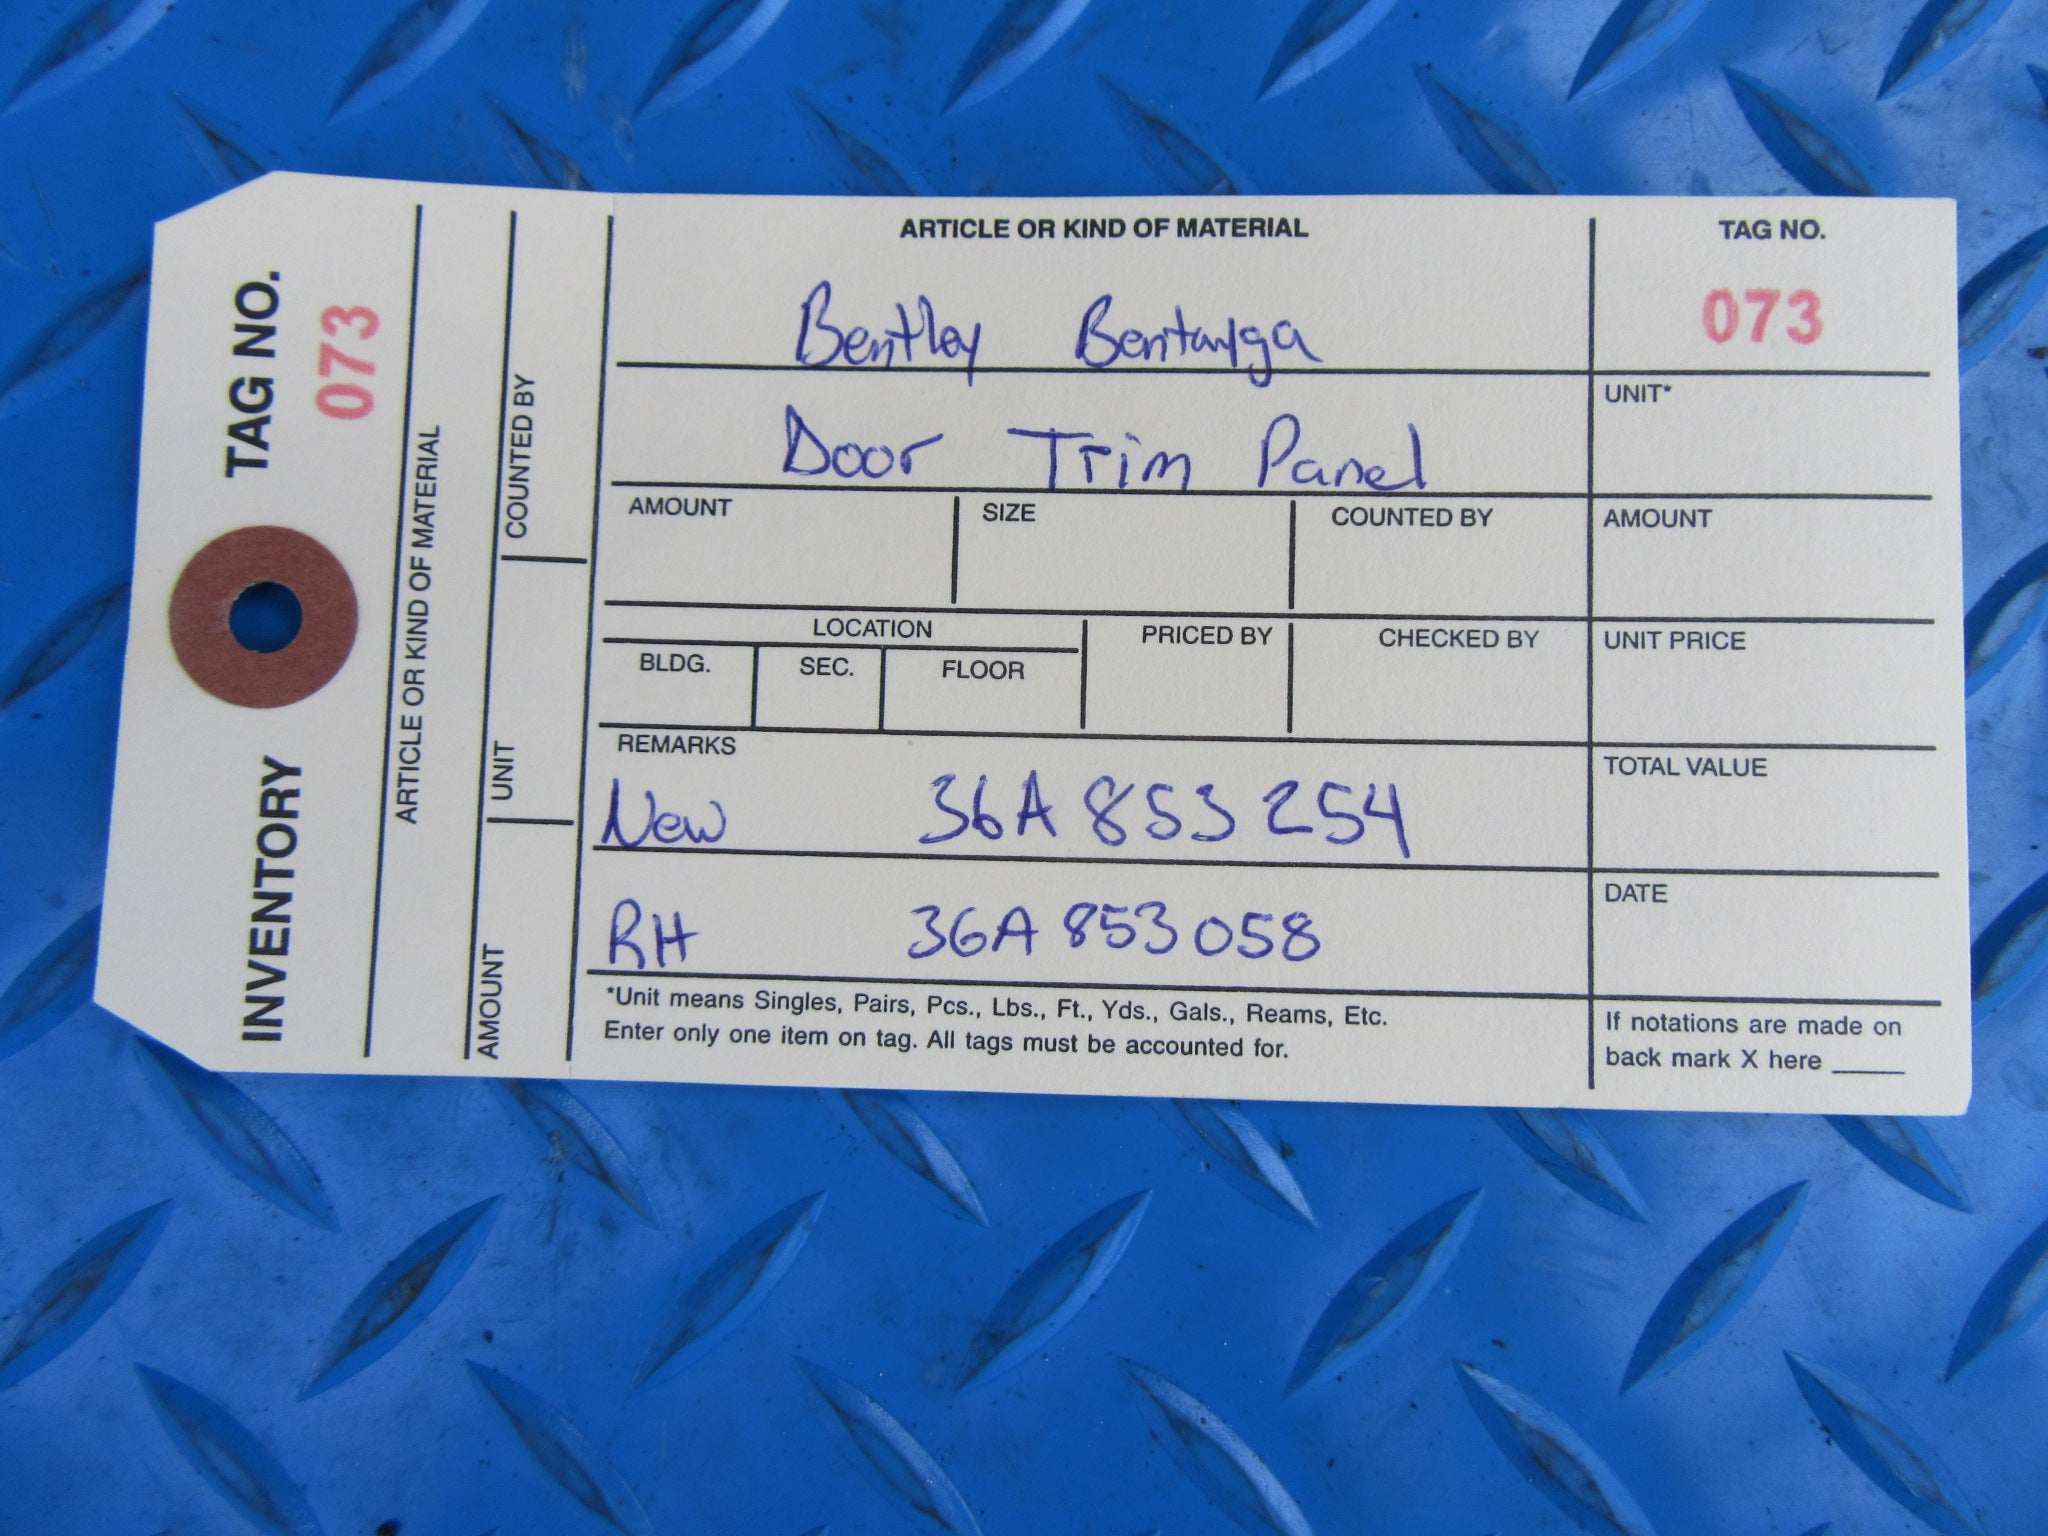 INVENTORY TAG NO.
073
ARTICLE OR KIND OF MATERIAL
AMOUNT UNIT COUNTED BY
ARTICLE OR KIND OF MATERIAL
TAG NO.
Bentley Bentayga
073
UNIT*
Door Trim Panel
AMOUNT SIZE COUNTED BY AMOUNT
LOCATION PRICED BY CHECKED BY UNIT PRICE
BLDG. SEC. FLOOR
REMARKS
TOTAL VALUE
New 36A 853 254
DATE
RH 36A 853 058
*Unit means Singles, Pairs, Pcs., Lbs., Ft., Yds., Gals., Reams, Etc.
Enter only one item on tag. All tags must be accounted for.
If notations are made on
back mark X here